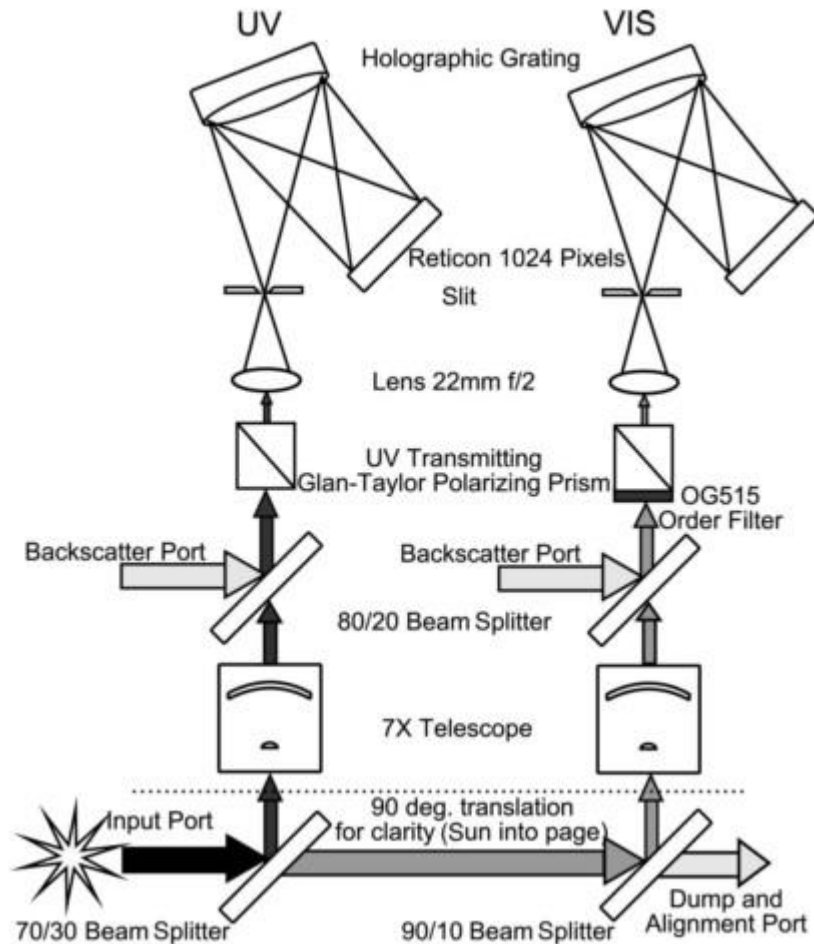 UV
VIS
Holographic Grating
Reticon 1024 Pixels
Slit
Lens 22mm f/2
UV Transmitting
Glan-Taylor Polarizing Prism
OG515
Order Filter
Backscatter Port
Backscatter Port
80/20 Beam Splitter
7X Telescope
Input Port
90 deg. translation
for clarity (Sun into page)
70/30 Beam Splitter
90/10 Beam Splitter
Dump and
Alignment Port